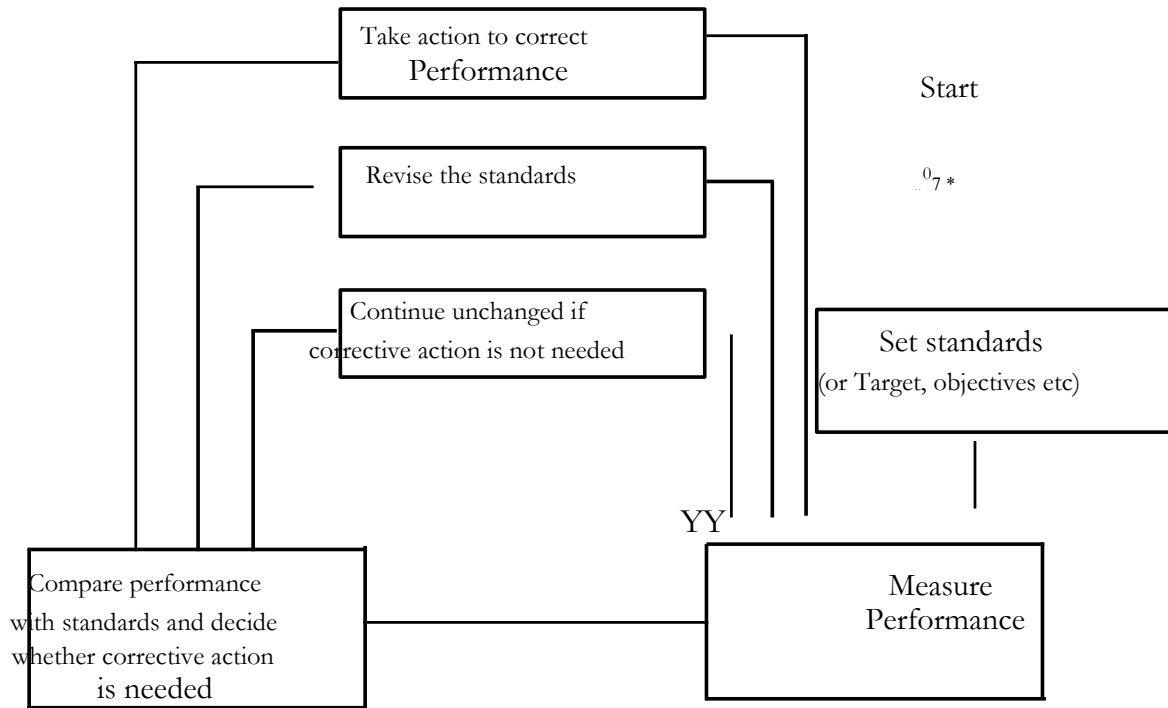 Take action to correct
Performance
Start
Revise the standards
..07 *
Continue unchanged if
corrective action is not needed
Set standards
(or Target, objectives etc)
YY
Compare performance
with standards and decide
whether corrective action
is needed
Measure
Performance